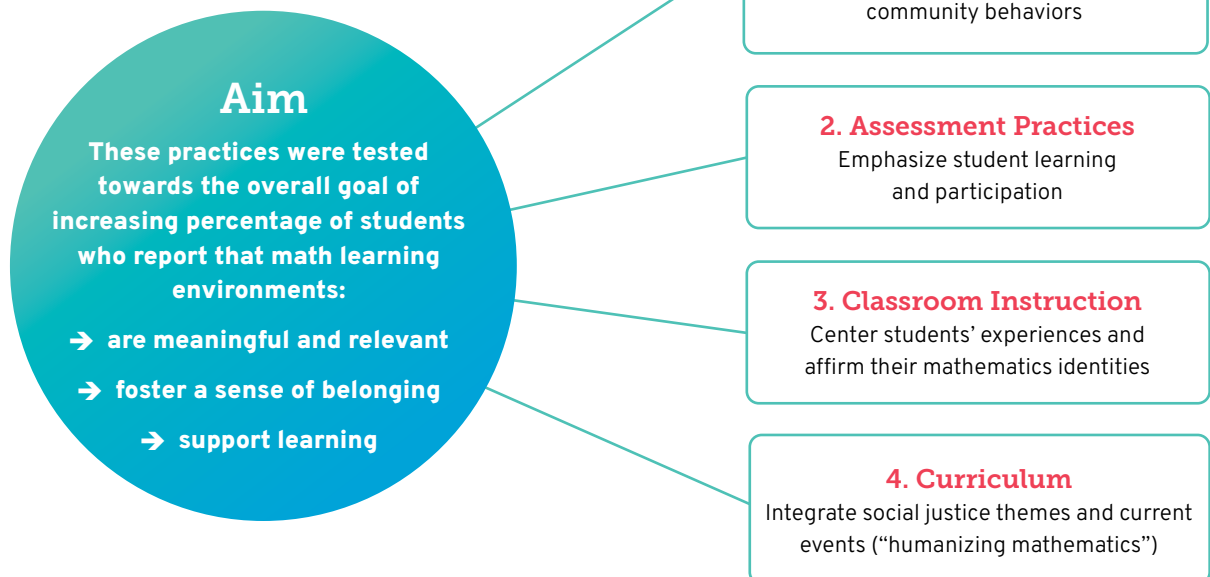 community behaviors
Aim
These practices were tested
towards the overall goal of
increasing percentage of students
who report that math learning
environments:
➔ are meaningful and relevant
➔ foster a sense of belonging
➔ support learning
2. Assessment Practices
Emphasize student learning
and participation
3. Classroom Instruction
Center students’ experiences and
affirm their mathematics identities
4. Curriculum
Integrate social justice themes and current
events (“humanizing mathematics”)